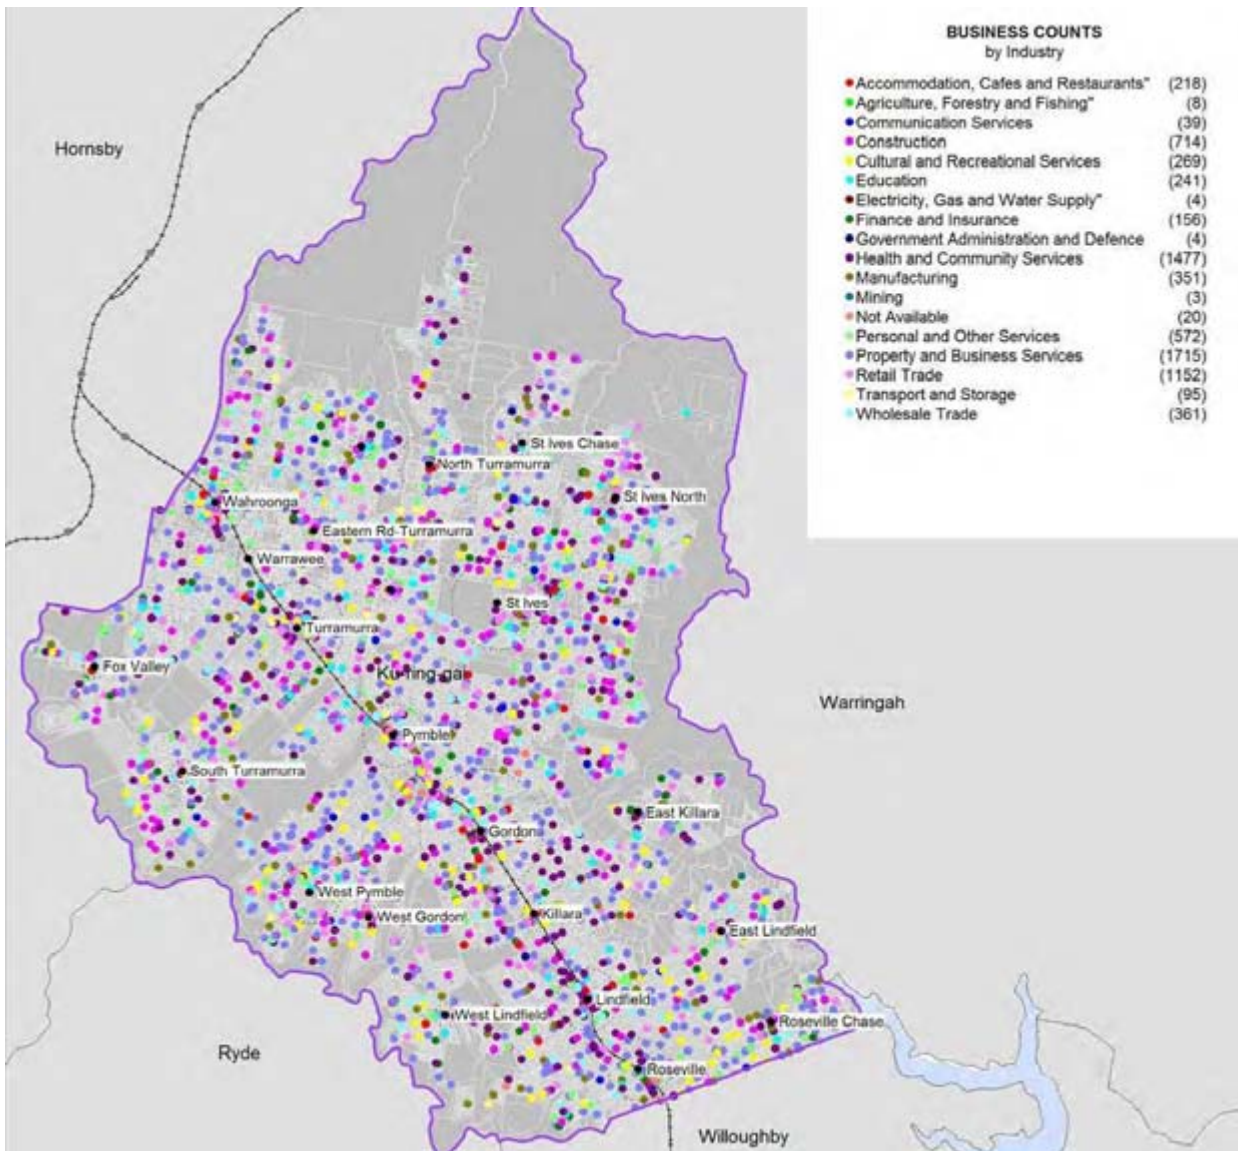 BUSINESS COUNTS
by Industry
Accommodation, Cafes and Restaurants" (218)
Agriculture, Forestry and Fishing" (8)
Communication Services (39)
Construction (714)
Cultural and Recreational Services (269)
Education (241)
Electricity, Gas and Water Supply" (4)
Finance and Insurance (156)
Government Administration and Defence (4)
Health and Community Services (1477)
Manufacturing (351)
Mining (3)
Not Available (20)
Personal and Other Services (572)
Property and Business Services (1715)
Retail Trade (1152)
Transport and Storage (95)
Wholesale Trade (361)
Hornsby
St Ives Chase
North Turramurra
St Ives North
Wahroonga
Eastern Rd-Turramurra
Warrawee
St Ives
Turramurra
Fox Valley
Ku-ring-gai
Warringah
Pymble
South Turramurra
East Killara
Gordon
West Pymble
West Gordon
Killara
East Lindfield
Lindfield
West Lindfield
Roseville Chase
Ryde
Roseville
Willoughby